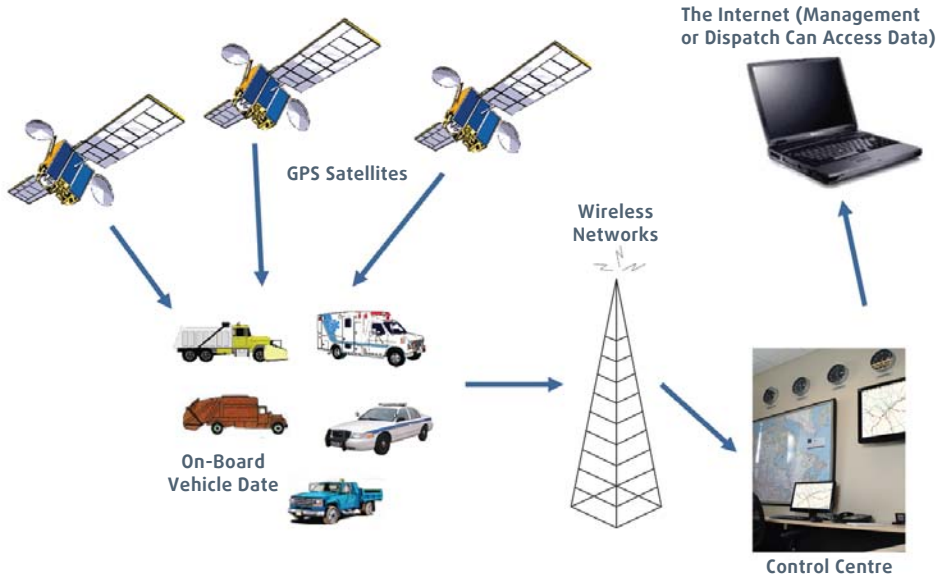 The Internet (Management
or Dispatch Can Access Data)
GPS Satellites
Wireless
Networks
On-Board
Vehicle Date
Control Centre